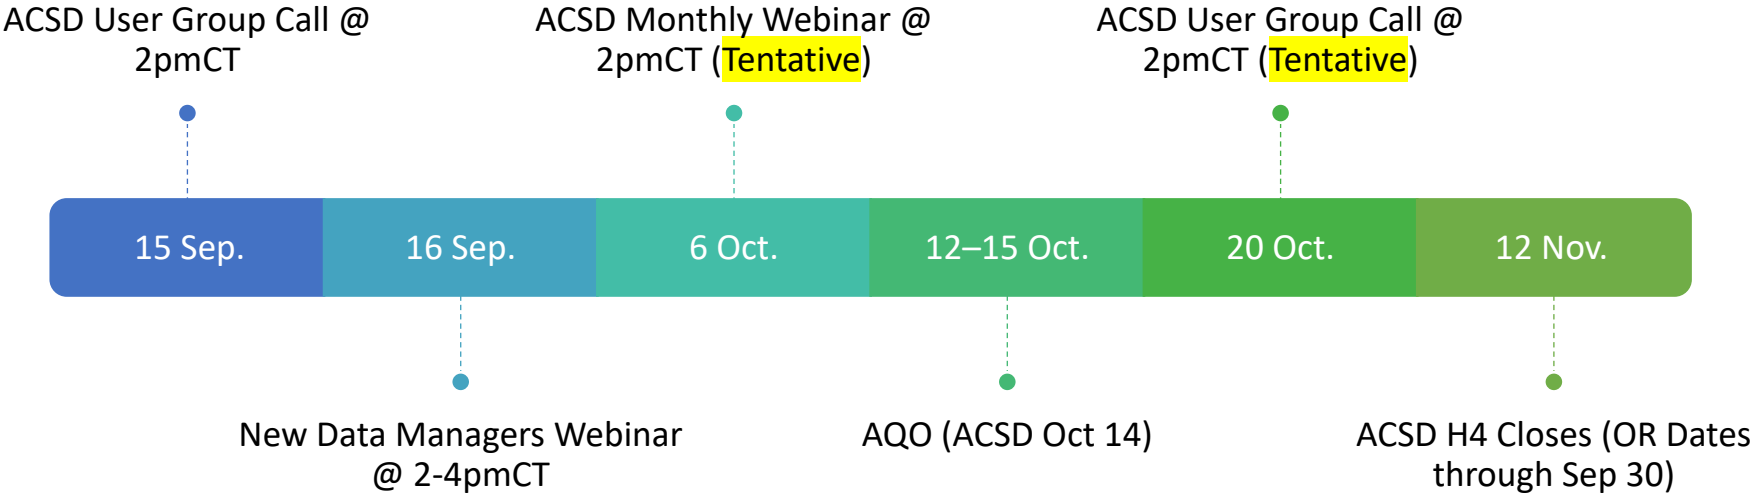 ACSD User Group Call @
2pmCT
ACSD Monthly Webinar @
2pmCT (Tentative)
ACSD User Group Call @
2pmCT (Tentative)
15 Sep.
16 Sep.
6 Oct.
12–15 Oct.
20 Oct.
12 Nov.
New Data Managers Webinar
@ 2-4pmCT
AQO (ACSD Oct 14)
ACSD H4 Closes (OR Dates
through Sep 30)